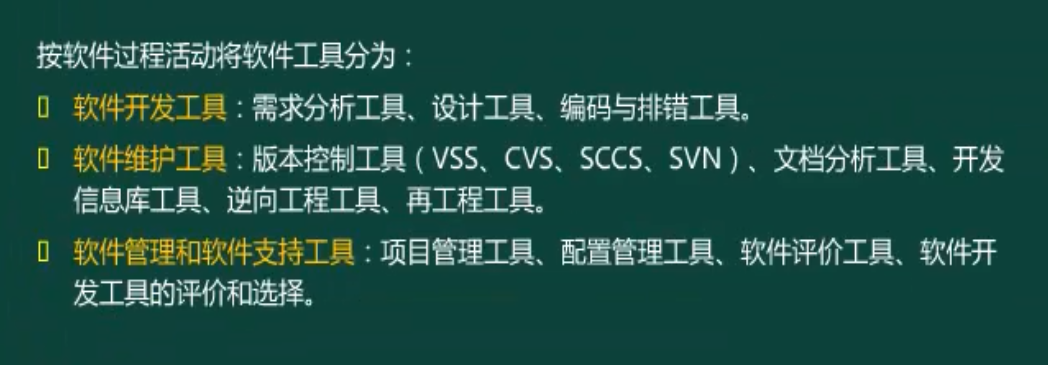 按软件过程活动将软件工具分为：
软件开发工具：需求分析工具、设计工具、编码与排错工具。
软件维护工具：版本控制工具（VSS、CVS、SCCS、SVN）、文档分析工具、开发
信息库工具、逆向工程工具、再工程工具。
软件管理和软件支持工具：项目管理工具、配置管理工具、软件评价工具、软件开
发工具的评价和选择。